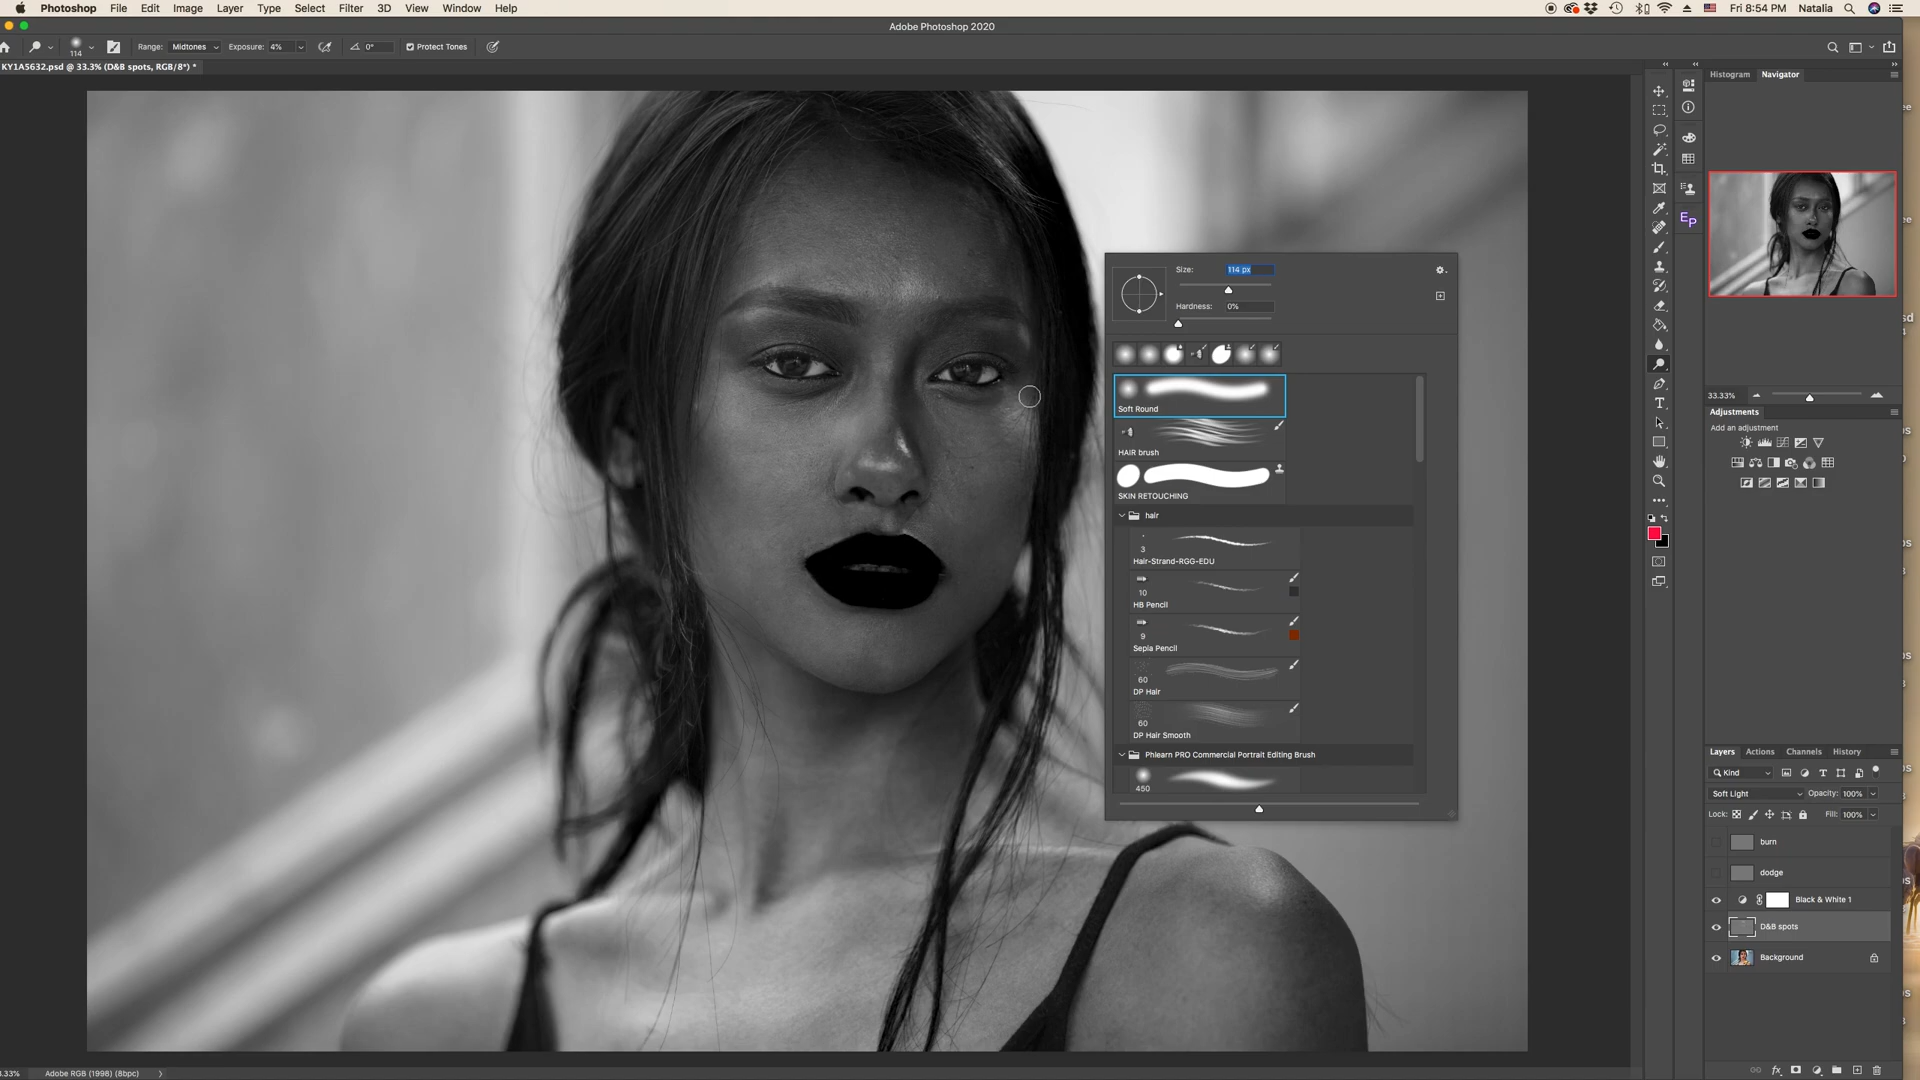 Photoshop File Edit Image Layer Type Select Filter 3D View Window Help
Fri 8:54 PM Natalia
Adobe Photoshop 2020
114 Range: Midtones Exposure: 4% 0° Protect Tones
KY1A5632.psd @ 33.3% (D&B spots, RGB/8*) *
Histogram Navigator
Size: 114 px
Hardness: 0%
Soft Round
HAIR brush
SKIN RETOUCHING
hair
3
Hair-Strand-RGG-EDU
10
HB Pencil
9
Sepia Pencil
60
DP Hair
60
DP Hair Smooth
Phlearn PRO Commercial Portrait Editing Brush
450
EP
33.33%
Adjustments
Add an adjustment
Layers Actions Channels History
Kind
Soft Light Opacity: 100%
Lock: Fill: 100%
burn
dodge
Black & White 1
D&B spots
Background
Adobe RGB (1998) (8bpc)